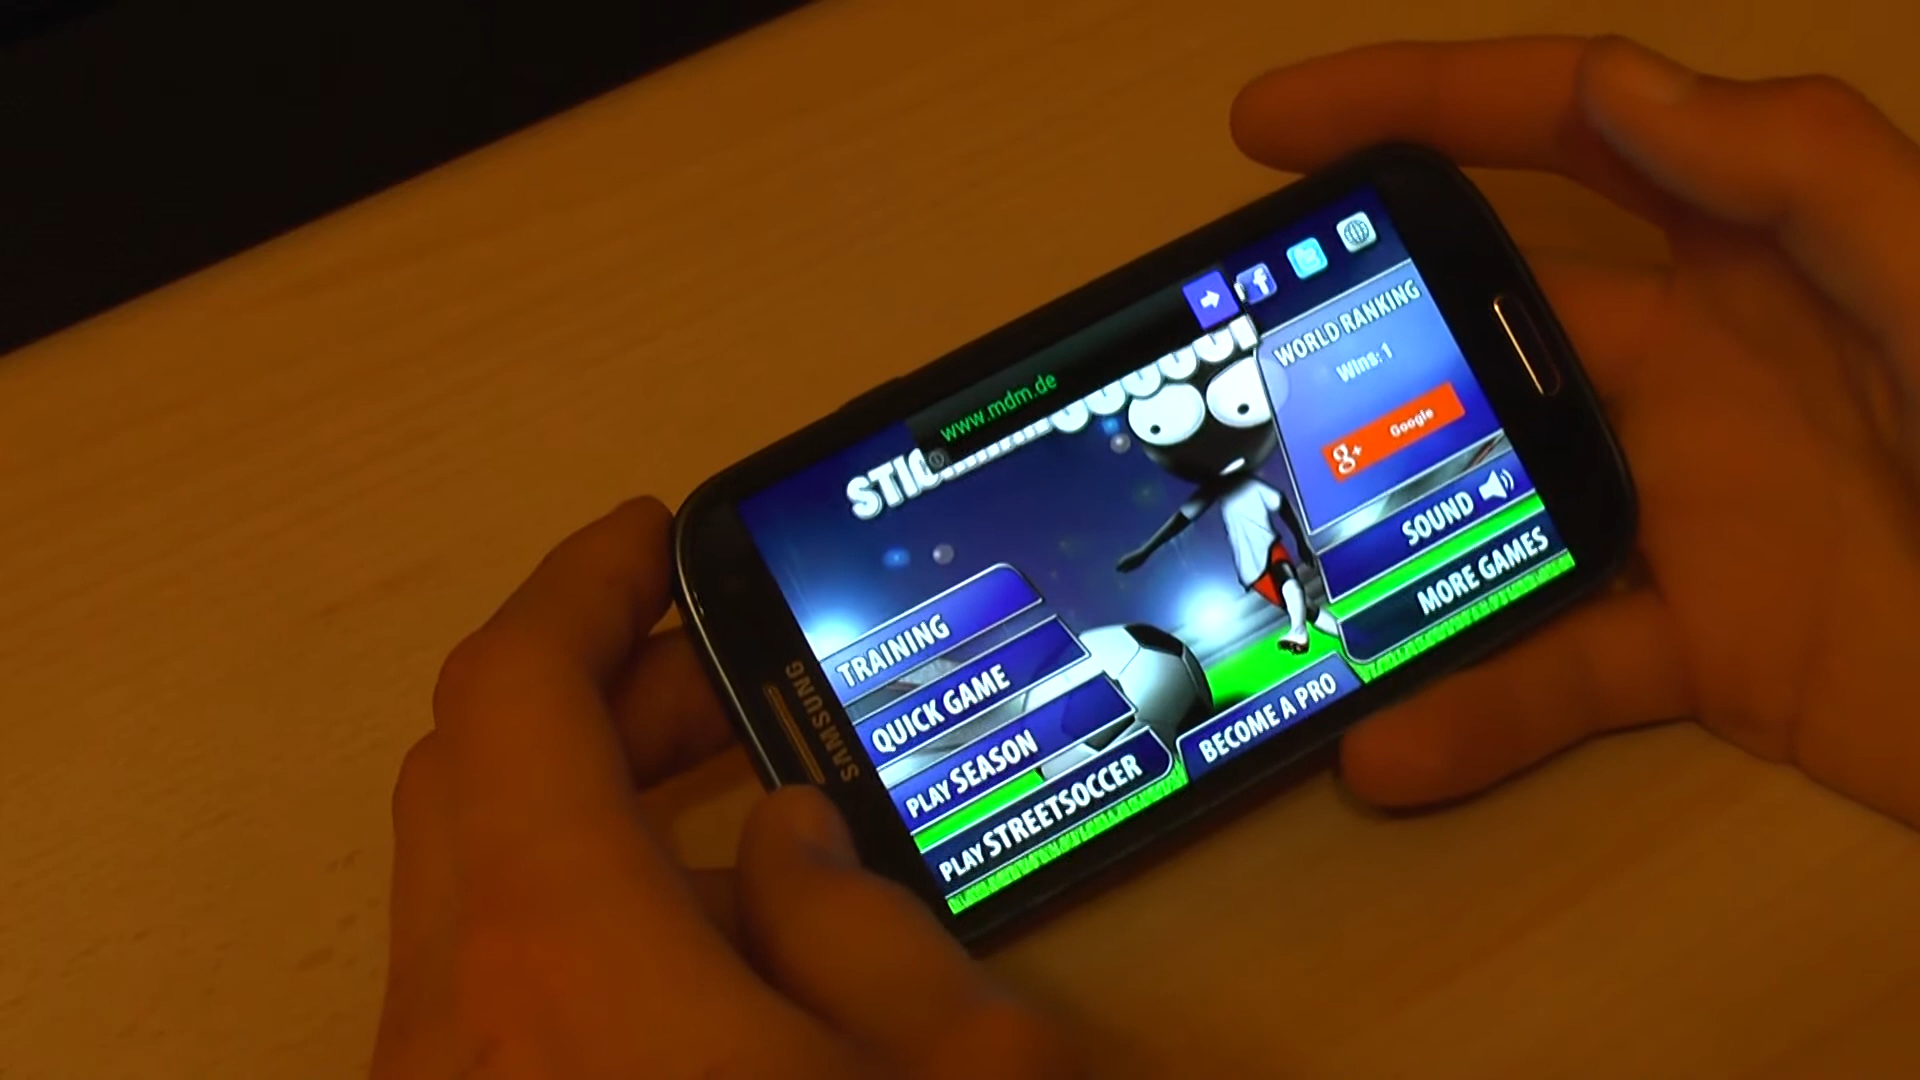 www.mdm.de
WORLD RANKING
Wins: 1
g+ Google
SOUND
MORE GAMES
TRAINING
QUICK GAME
PLAY SEASON
PLAY STREETSOCCER
BECOME A PRO
SAMSUNG